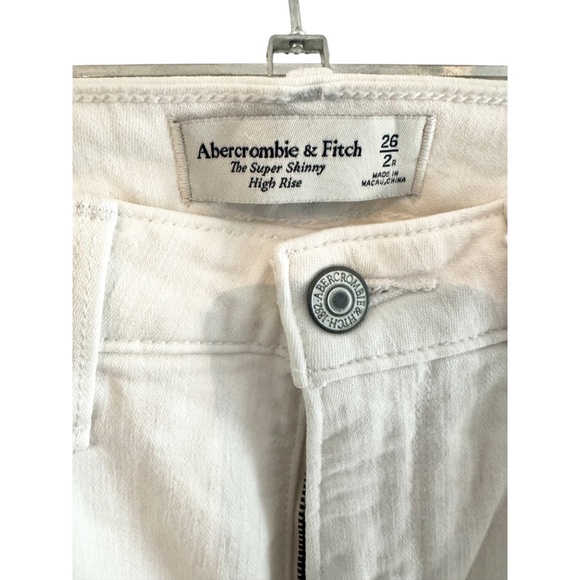 Abercrombie & Fitch
The Super Skinny
High Rise
26
2R
MADE IN
MACAU,CHINA
ABERCROMBIE & FITCH · 1892 ·